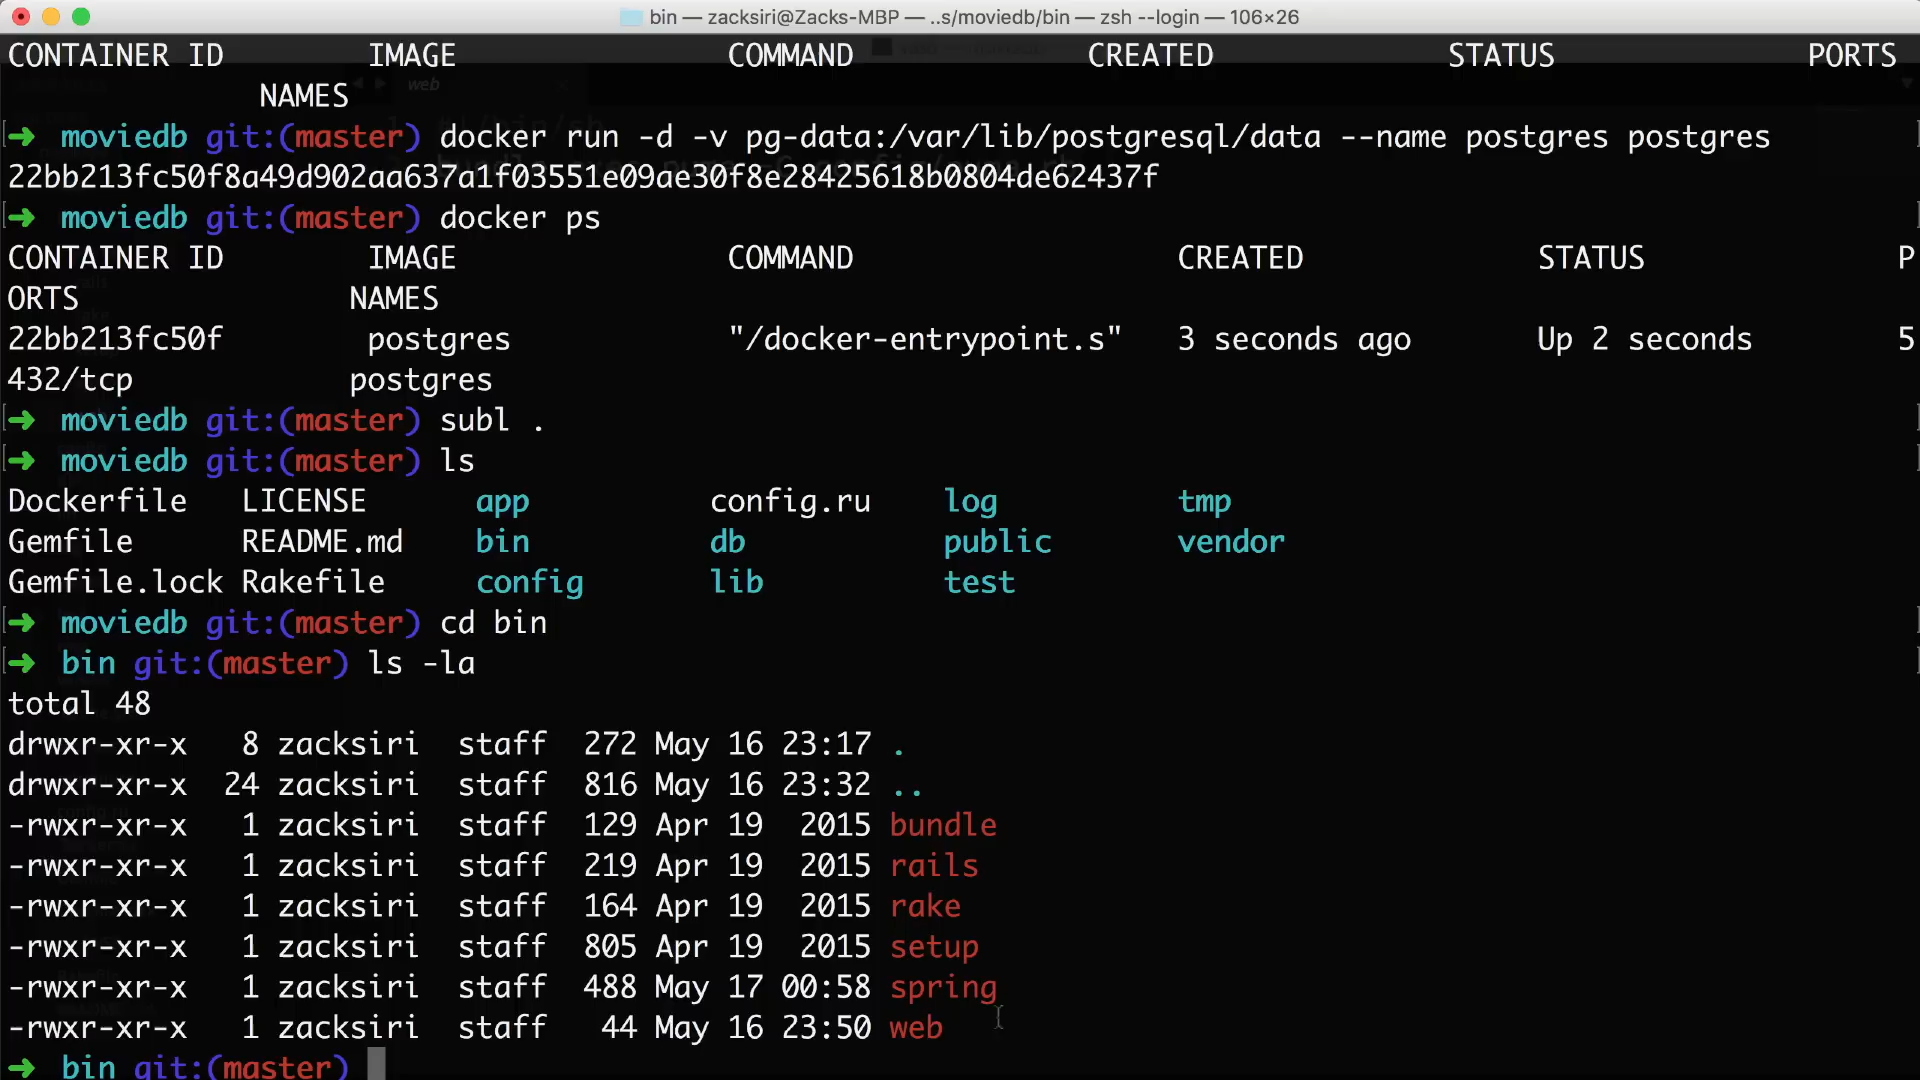 bin — zacksiri@Zacks-MBP — ..s/moviedb/bin — zsh --login — 106×26
CONTAINER ID        IMAGE               COMMAND             CREATED             STATUS              PORTS
              NAMES
➜  moviedb git:(master) docker run -d -v pg-data:/var/lib/postgresql/data --name postgres postgres
22bb213fc50f8a49d902aa637a1f03551e09ae30f8e28425618b0804de62437f
➜  moviedb git:(master) docker ps
CONTAINER ID        IMAGE               COMMAND                  CREATED             STATUS              P
ORTS               NAMES
22bb213fc50f        postgres            "/docker-entrypoint.s"   3 seconds ago       Up 2 seconds        5
432/tcp            postgres
➜  moviedb git:(master) subl .
➜  moviedb git:(master) ls
Dockerfile   LICENSE      app          config.ru    log          tmp
Gemfile      README.md    bin          db           public       vendor
Gemfile.lock Rakefile     config       lib          test
➜  moviedb git:(master) cd bin
➜  bin git:(master) ls -la
total 48
drwxr-xr-x   8 zacksiri  staff  272 May 16 23:17 .
drwxr-xr-x  24 zacksiri  staff  816 May 16 23:32 ..
-rwxr-xr-x   1 zacksiri  staff  129 Apr 19  2015 bundle
-rwxr-xr-x   1 zacksiri  staff  219 Apr 19  2015 rails
-rwxr-xr-x   1 zacksiri  staff  164 Apr 19  2015 rake
-rwxr-xr-x   1 zacksiri  staff  805 Apr 19  2015 setup
-rwxr-xr-x   1 zacksiri  staff  488 May 17 00:58 spring
-rwxr-xr-x   1 zacksiri  staff   44 May 16 23:50 web
➜  bin git:(master)